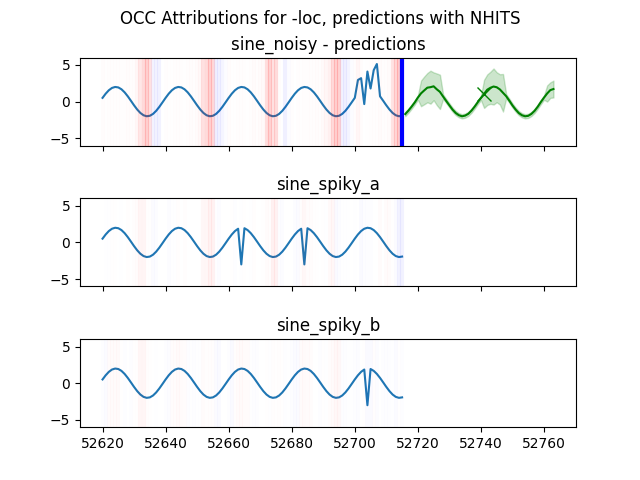 OCC Attributions for -loc, predictions with NHITS
sine_noisy - predictions
5
0
−5
sine_spiky_a
5
0
−5
sine_spiky_b
5
0
−5
52620 52640 52660 52680 52700 52720 52740 52760